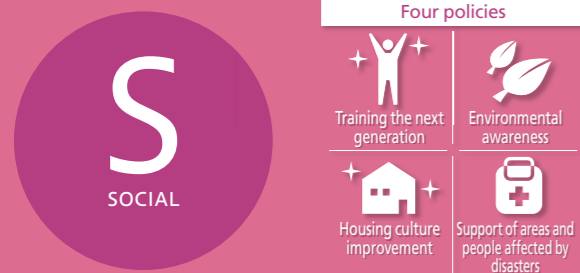 S
SOCIAL
Four policies
Training the next
generation
Environmental
awareness
Housing culture
improvement
Support of areas and
people affected by
disasters